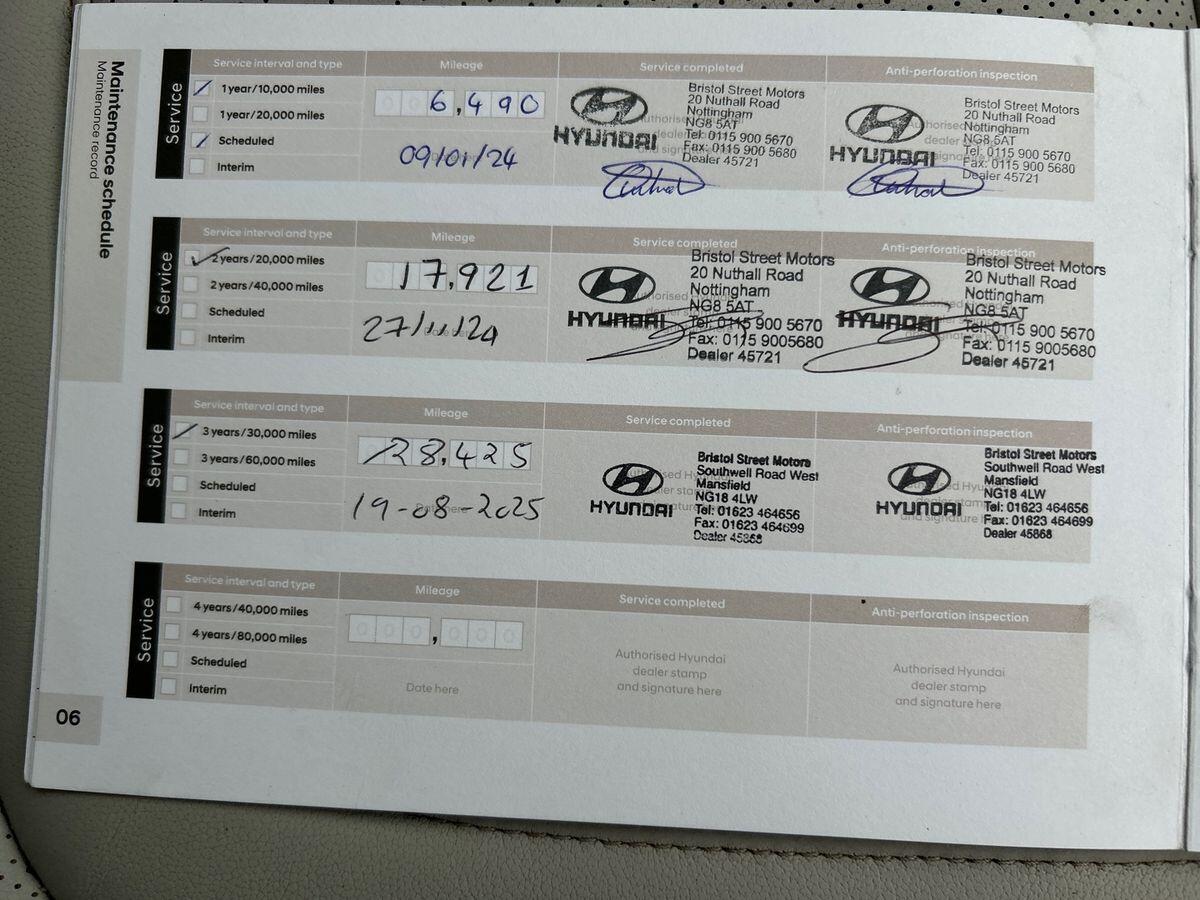 Maintenance schedule
Maintenance record
Service
Service interval and type
Mileage
Service completed
Anti-perforation inspection
1 year/10,000 miles
1 year/20,000 miles
Scheduled
Interim
6,490
09/01/24
HYUNDAI
Bristol Street Motors
20 Nuthall Road
Nottingham
NG8 5AT
Tel: 0115 900 5670
Fax: 0115 900 5680
Dealer 45721
HYUNDAI
Bristol Street Motors
20 Nuthall Road
Nottingham
NG8 5AT
Tel: 0115 900 5670
Fax: 0115 900 5680
Dealer 45721
Service
Service interval and type
Mileage
Service completed
Anti-perforation inspection
2 years/20,000 miles
2 years/40,000 miles
Scheduled
Interim
17,921
27/11/24
HYUNDAI
Bristol Street Motors
20 Nuthall Road
Nottingham
NG8 5AT
Tel: 0115 900 5670
Fax: 0115 9005680
Dealer 45721
HYUNDAI
Bristol Street Motors
20 Nuthall Road
Nottingham
NG8 5AT
Tel: 0115 900 5670
Fax: 0115 9005680
Dealer 45721
Service
Service interval and type
Mileage
Service completed
Anti-perforation inspection
3 years/30,000 miles
3 years/60,000 miles
Scheduled
Interim
28,425
19-08-2025
HYUNDAI
Bristol Street Motors
Southwell Road West
Mansfield
NG18 4LW
Tel: 01623 464656
Fax: 01623 464699
Dealer 45868
HYUNDAI
Bristol Street Motors
Southwell Road West
Mansfield
NG18 4LW
Tel: 01623 464656
Fax: 01623 464699
Dealer 45868
Service
Service interval and type
Mileage
Service completed
Anti-perforation inspection
4 years/40,000 miles
4 years/80,000 miles
Scheduled
Interim
000,000
Date here
Authorised Hyundai
dealer stamp
and signature here
Authorised Hyundai
dealer stamp
and signature here
06